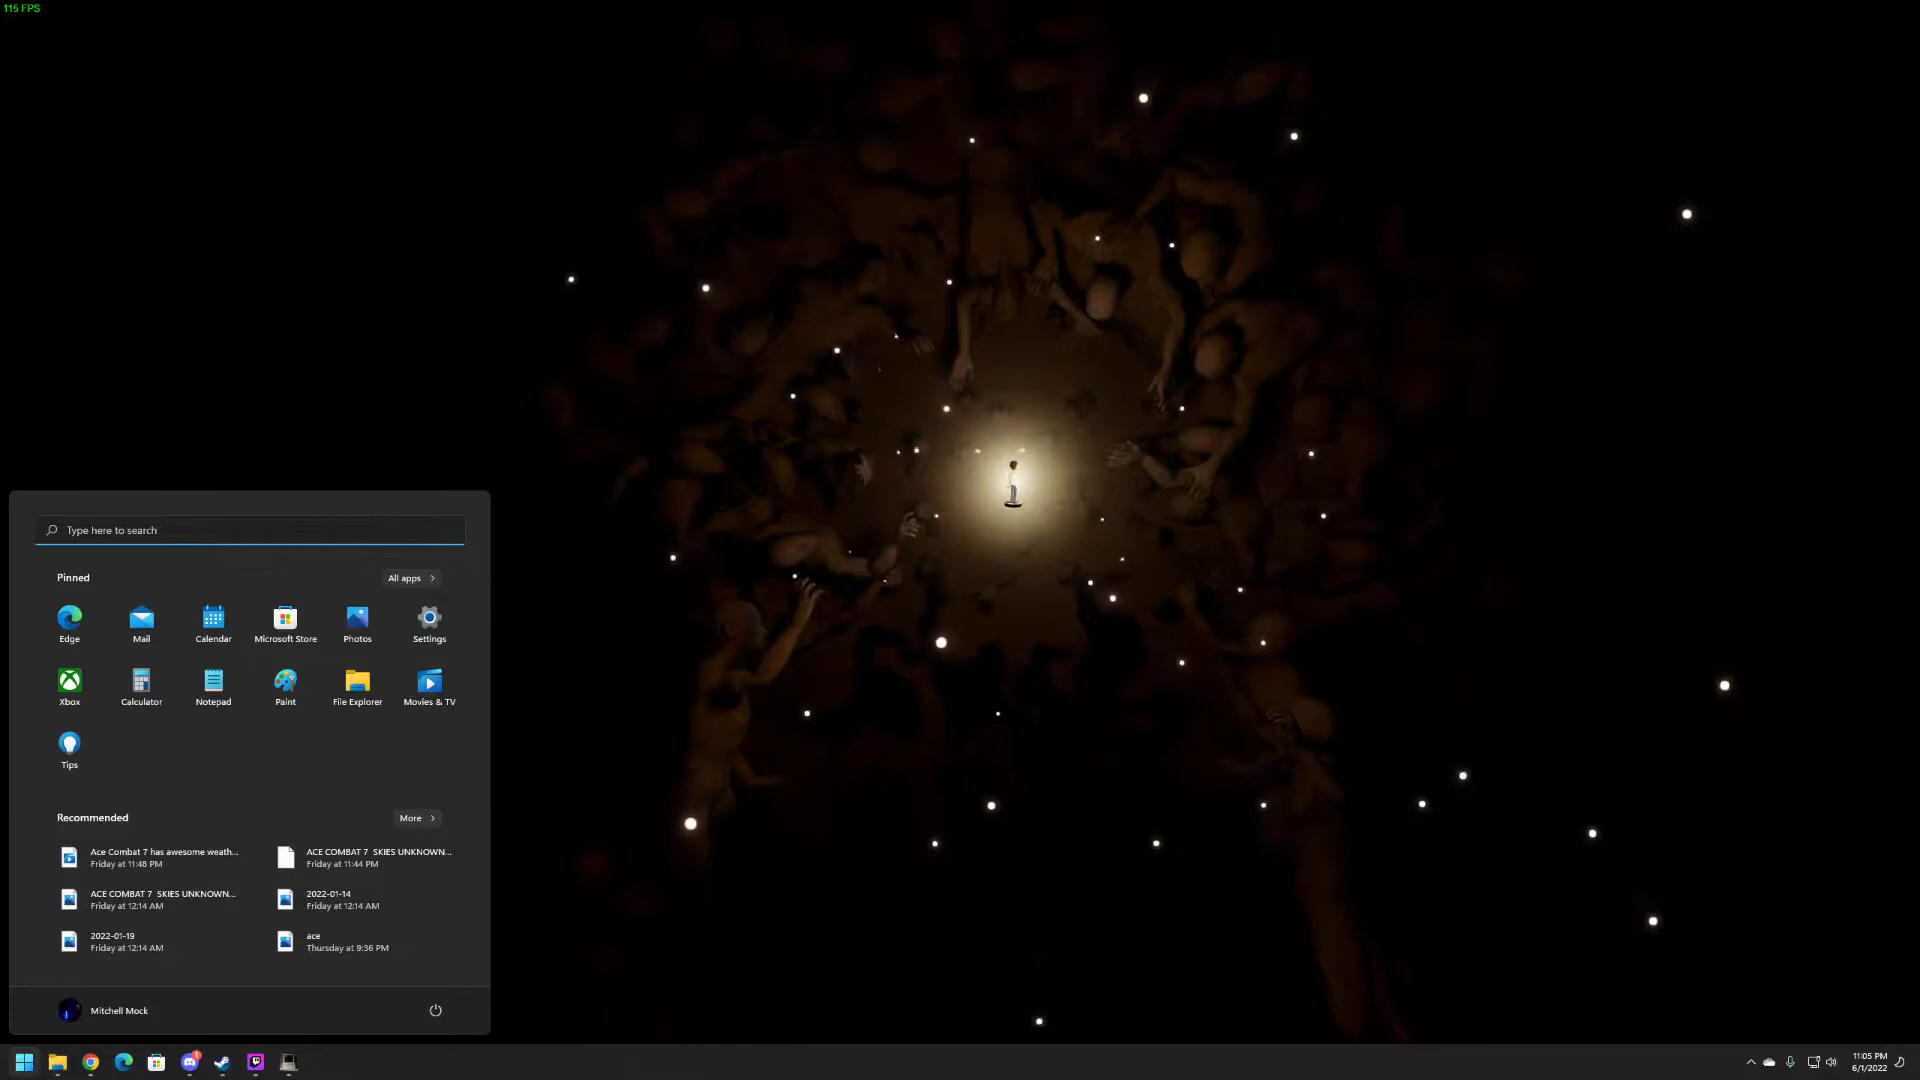 115 FPS
Type here to search
Pinned
All apps
Edge
Mail
Calendar
Microsoft Store
Photos
Settings
Xbox
Calculator
Notepad
Paint
File Explorer
Movies & TV
Tips
Recommended
More
Ace Combat 7 has awesome weath...
Friday at 11:48 PM
ACE COMBAT 7  SKIES UNKNOWN...
Friday at 11:44 PM
ACE COMBAT 7  SKIES UNKNOWN...
Friday at 12:14 AM
2022-01-14
Friday at 12:14 AM
2022-01-19
Friday at 12:14 AM
ace
Thursday at 9:36 PM
Mitchell Mock
11:05 PM
6/1/2022